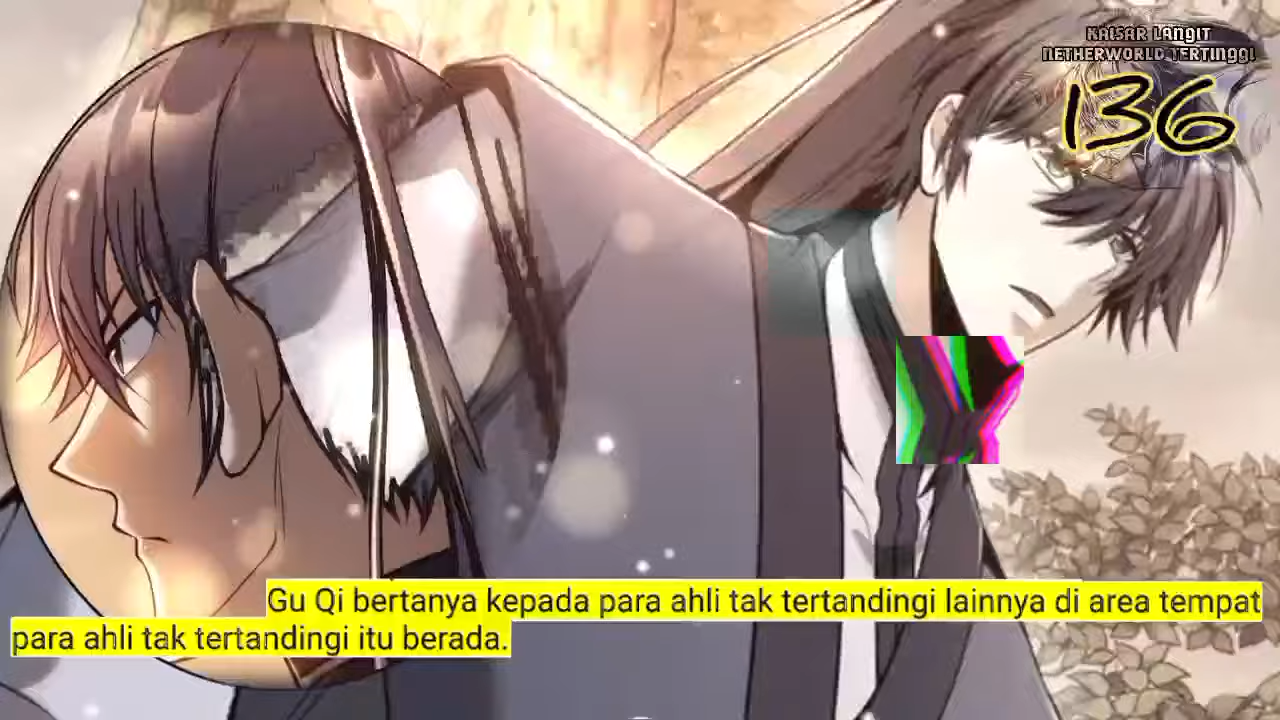 KAISAR LANGIT
NETHERWORLD TERTINGGI
136
Gu Qi bertanya kepada para ahli tak tertandingi lainnya di area tempat
para ahli tak tertandingi itu berada.